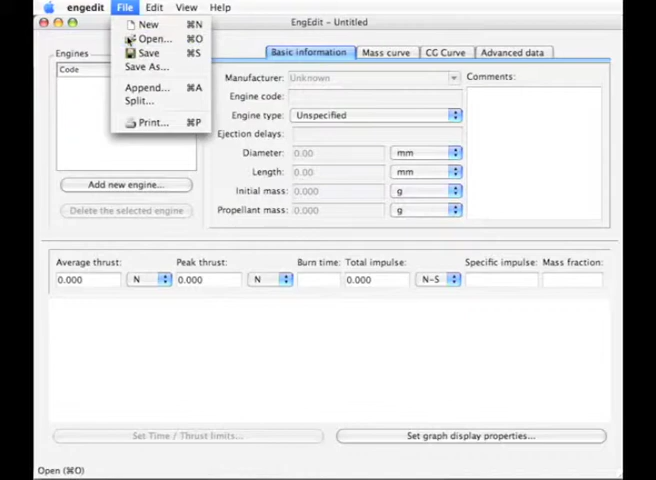 engedit File Edit View Help
EngEdit - Untitled
New ⌘N
Open... ⌘O
Save ⌘S
Save As...
Append... ⌘A
Split...
Print... ⌘P
Engines
Code
Add new engine...
Delete the selected engine
Basic information Mass curve CG Curve Advanced data
Manufacturer: Unknown
Engine code:
Engine type: Unspecified
Ejection delays:
Diameter: 0.00 mm
Length: 0.00 mm
Initial mass: 0.000 g
Propellant mass: 0.000 g
Comments:
Average thrust: Peak thrust: Burn time: Total impulse: Specific impulse: Mass fraction:
0.000 N 0.000 N 0.000 N-S
Set Time / Thrust limits... Set graph display properties...
Open (⌘O)